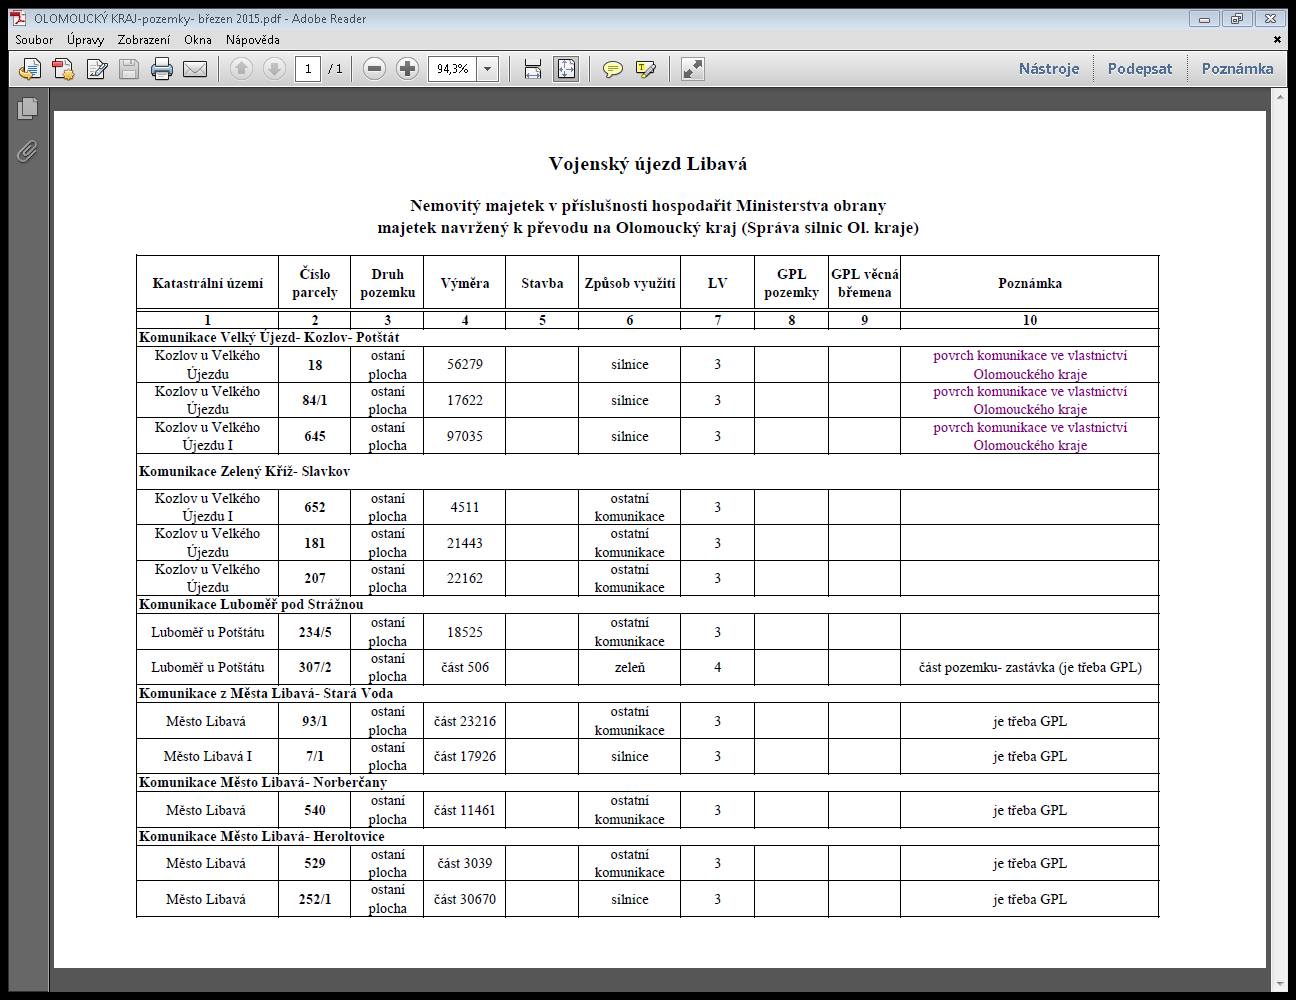 OLOMOUCKÝ KRAJ-pozemky- březen 2015.pdf - Adobe Reader
Soubor Úpravy Zobrazení Okna Nápověda
1 / 1 94,3% Nástroje Podepsat Poznámka
Vojenský újezd Libavá
Nemovitý majetek v příslušnosti hospodařit Ministerstva obrany
majetek navržený k převodu na Olomoucký kraj (Správa silnic Ol. kraje)
Katastrální území Číslo parcely Druh pozemku Výměra Stavba Způsob využití LV GPL pozemky GPL věcná břemena Poznámka
1 2 3 4 5 6 7 8 9 10
Komunikace Velký Újezd- Kozlov- Potštát
Kozlov u Velkého Újezdu 18 ostaní plocha 56279 silnice 3 povrch komunikace ve vlastnictví Olomouckého kraje
Kozlov u Velkého Újezdu 84/1 ostaní plocha 17622 silnice 3 povrch komunikace ve vlastnictví Olomouckého kraje
Kozlov u Velkého Újezdu I 645 ostaní plocha 97035 silnice 3 povrch komunikace ve vlastnictví Olomouckého kraje
Komunikace Zelený Kříž- Slavkov
Kozlov u Velkého Újezdu I 652 ostaní plocha 4511 ostatní komunikace 3
Kozlov u Velkého Újezdu 181 ostaní plocha 21443 ostatní komunikace 3
Kozlov u Velkého Újezdu 207 ostaní plocha 22162 ostatní komunikace 3
Komunikace Luboměř pod Strážnou
Luboměř u Potštátu 234/5 ostaní plocha 18525 ostatní komunikace 3
Luboměř u Potštátu 307/2 ostaní plocha část 506 zeleň 4 část pozemku- zastávka (je třeba GPL)
Komunikace z Města Libavá- Stará Voda
Město Libavá 93/1 ostaní plocha část 23216 ostatní komunikace 3 je třeba GPL
Město Libavá I 7/1 ostaní plocha část 17926 silnice 3 je třeba GPL
Komunikace Město Libavá- Norberčany
Město Libavá 540 ostaní plocha část 11461 ostatní komunikace 3 je třeba GPL
Komunikace Město Libavá- Heroltovice
Město Libavá 529 ostaní plocha část 3039 ostatní komunikace 3 je třeba GPL
Město Libavá 252/1 ostaní plocha část 30670 silnice 3 je třeba GPL